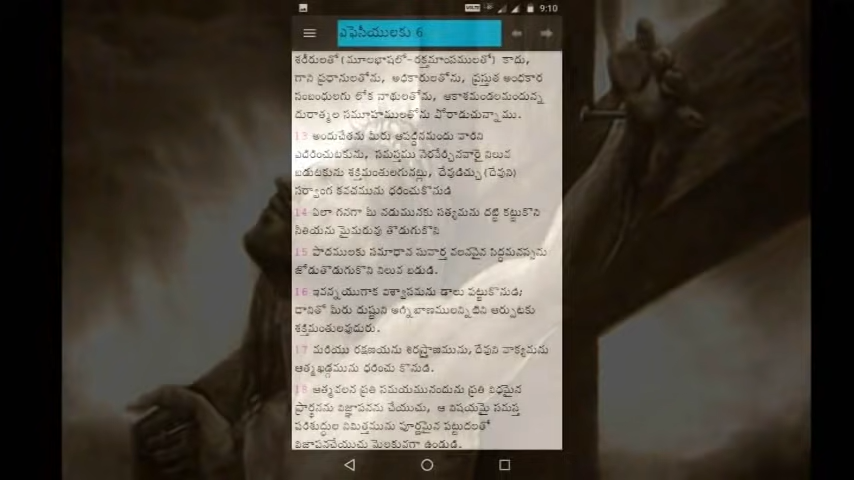 9:10
ఎఫెసీయులకు 6
శరీరులతో (మూలభాషలో-రక్తమాంసములతో) కాదు,
గాని ప్రధానులతోను, అధికారులతోను, ప్రస్తుత అంధకార
సంబంధులగు లోక నాథులతోను, ఆకాశమండలమందున్న
దురాత్మల సమూహములతోను పోరాడుచున్నాము.
13 అందుచేతను మీరు ఆపద్దినమందు వారిని
ఎదిరించుటకును, సమస్తము నెరవేర్చినవారై నిలువ
బడుటకును శక్తిమంతులగునట్లు, దేవుడిచ్చు (దేవుని)
సర్వాంగ కవచమును ధరించుకొనుడి
14 ఏలా గనగా మీ నడుమునకు సత్యమను దట్టి కట్టుకొని
నీతియను మైమరువు తొడుగుకొని
15 పాదములకు సమాధాన సువార్త వలవనైన సిద్ధమనస్సను
జోడుతొడుగుకొని నిలువ బడుడి.
16 ఇవన్నియుగాక విశ్వాసమను డాలు పట్టుకొనుడి;
దానితో మీరు దుష్టుని అగ్ని బాణములన్నిటిని ఆర్పుటకు
శక్తిమంతులవుదురు.
17 మరియు రక్షణయను శిరస్త్రాణమును, దేవుని వాక్యమను
ఆత్మఖడ్గమును ధరించు కొనుడి.
18 ఆత్మవలన ప్రతి సమయమునందును ప్రతి విధమైన
ప్రార్థనను విజ్ఞాపనను చేయుచు, ఆ విషయమై సమస్త
పరిశుద్ధుల నిమిత్తమును పూర్ణమైన పట్టుదలతో
విజ్ఞాపనచేయుచు మెలకువగా ఉండుడి.